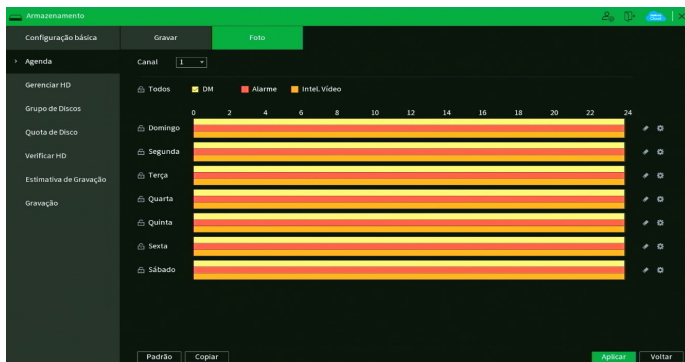 Armazenamento
Configuração básica
Gravar
Foto
Agenda
Canal
1
Gerenciar HD
Todos
DM
Alarme
Intel. Vídeo
Grupo de Discos
0 2 4 6 8 10 12 14 16 18 20 22 24
Quota de Disco
Domingo
Verificar HD
Segunda
Estimativa de Gravação
Terça
Gravação
Quarta
Quinta
Sexta
Sábado
Padrão
Copiar
Aplicar
Voltar